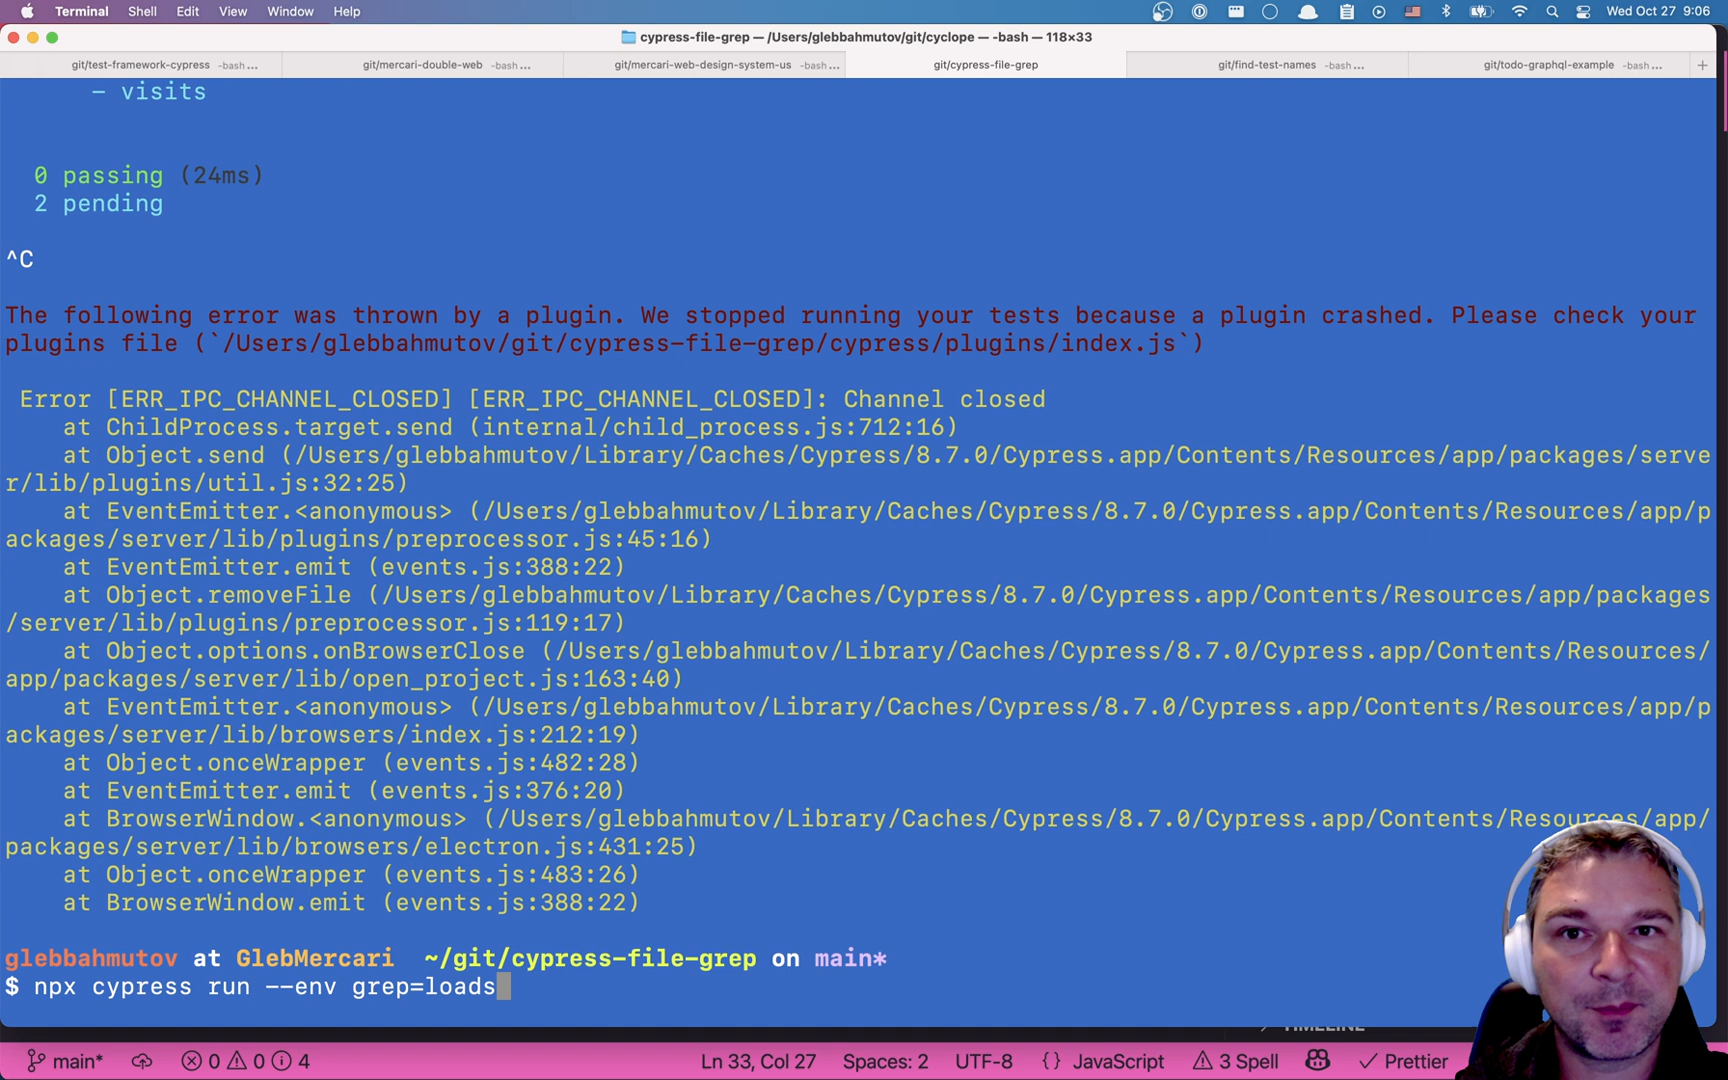 Terminal Shell Edit View Window Help Wed Oct 27 9:06
cypress-file-grep — /Users/glebbahmutov/git/cyclope — -bash — 118×33
git/test-framework-cypress -bash ... git/mercari-double-web -bash ... git/mercari-web-design-system-us -bash ... git/cypress-file-grep git/find-test-names -bash ... git/todo-graphql-example -bash ... +
- visits
0 passing (24ms)
2 pending
^C
The following error was thrown by a plugin. We stopped running your tests because a plugin crashed. Please check your
plugins file (`/Users/glebbahmutov/git/cypress-file-grep/cypress/plugins/index.js`)
Error [ERR_IPC_CHANNEL_CLOSED] [ERR_IPC_CHANNEL_CLOSED]: Channel closed
at ChildProcess.target.send (internal/child_process.js:712:16)
at Object.send (/Users/glebbahmutov/Library/Caches/Cypress/8.7.0/Cypress.app/Contents/Resources/app/packages/serve
r/lib/plugins/util.js:32:25)
at EventEmitter.<anonymous> (/Users/glebbahmutov/Library/Caches/Cypress/8.7.0/Cypress.app/Contents/Resources/app/p
ackages/server/lib/plugins/preprocessor.js:45:16)
at EventEmitter.emit (events.js:388:22)
at Object.removeFile (/Users/glebbahmutov/Library/Caches/Cypress/8.7.0/Cypress.app/Contents/Resources/app/packages
/server/lib/plugins/preprocessor.js:119:17)
at Object.options.onBrowserClose (/Users/glebbahmutov/Library/Caches/Cypress/8.7.0/Cypress.app/Contents/Resources/
app/packages/server/lib/open_project.js:163:40)
at EventEmitter.<anonymous> (/Users/glebbahmutov/Library/Caches/Cypress/8.7.0/Cypress.app/Contents/Resources/app/p
ackages/server/lib/browsers/index.js:212:19)
at Object.onceWrapper (events.js:482:28)
at EventEmitter.emit (events.js:376:20)
at BrowserWindow.<anonymous> (/Users/glebbahmutov/Library/Caches/Cypress/8.7.0/Cypress.app/Contents/Resources/app/
packages/server/lib/browsers/electron.js:431:25)
at Object.onceWrapper (events.js:483:26)
at BrowserWindow.emit (events.js:388:22)
glebbahmutov at GlebMercari ~/git/cypress-file-grep on main*
$ npx cypress run --env grep=loads
TIMELINE
main* 0 0 4 Ln 33, Col 27 Spaces: 2 UTF-8 {} JavaScript 3 Spell Prettier